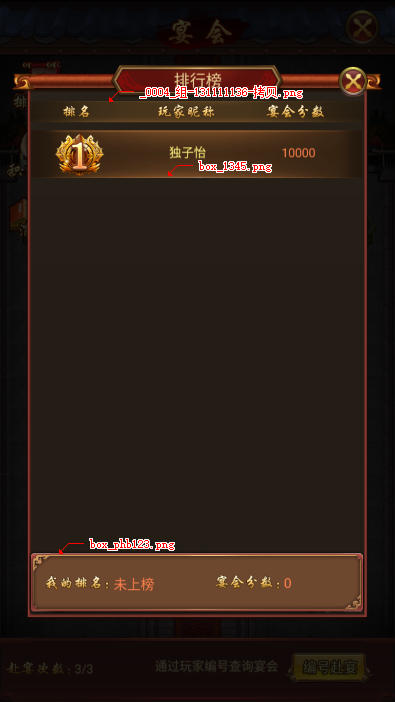 宴会
排行榜
_0004_组-131111136-拷贝.png
排名 玩家昵称 宴会分数
1 独子怡 10000
box_1345.png
box_phb123.png
我的排名：未上榜 宴会分数：0
赴宴次数：3/3 通过玩家编号查询宴会 编号赴宴